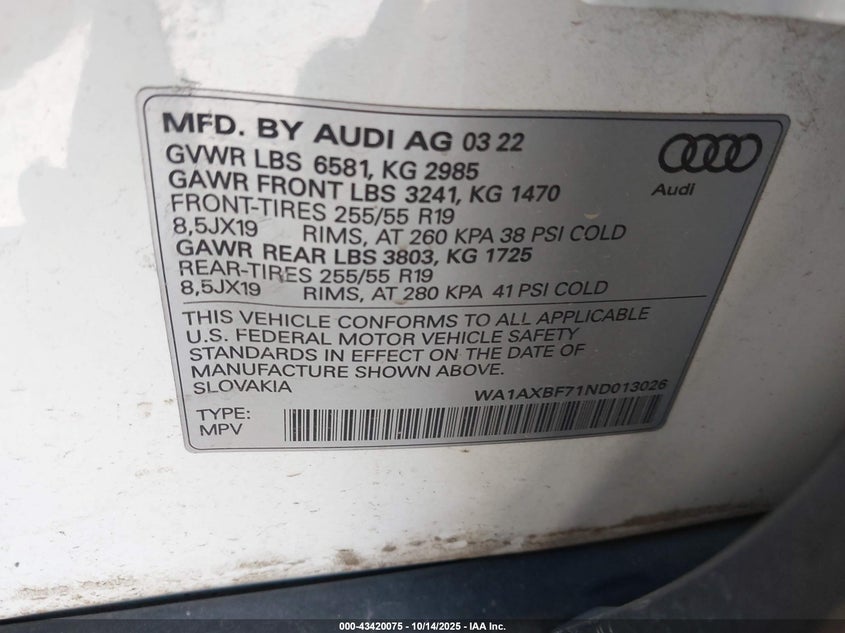 MFD. BY AUDI AG 03 22
GVWR LBS 6581, KG 2985
GAWR FRONT LBS 3241, KG 1470
FRONT-TIRES 255/55 R19
8,5JX19 RIMS, AT 260 KPA 38 PSI COLD
GAWR REAR LBS 3803, KG 1725
REAR-TIRES 255/55 R19
8,5JX19 RIMS, AT 280 KPA 41 PSI COLD
Audi
THIS VEHICLE CONFORMS TO ALL APPLICABLE
U.S. FEDERAL MOTOR VEHICLE SAFETY
STANDARDS IN EFFECT ON THE DATE OF
MANUFACTURE SHOWN ABOVE.
SLOVAKIA WA1AXBF71ND013026
TYPE:
MPV
000-43420075 - 10/14/2025 - IAA Inc.